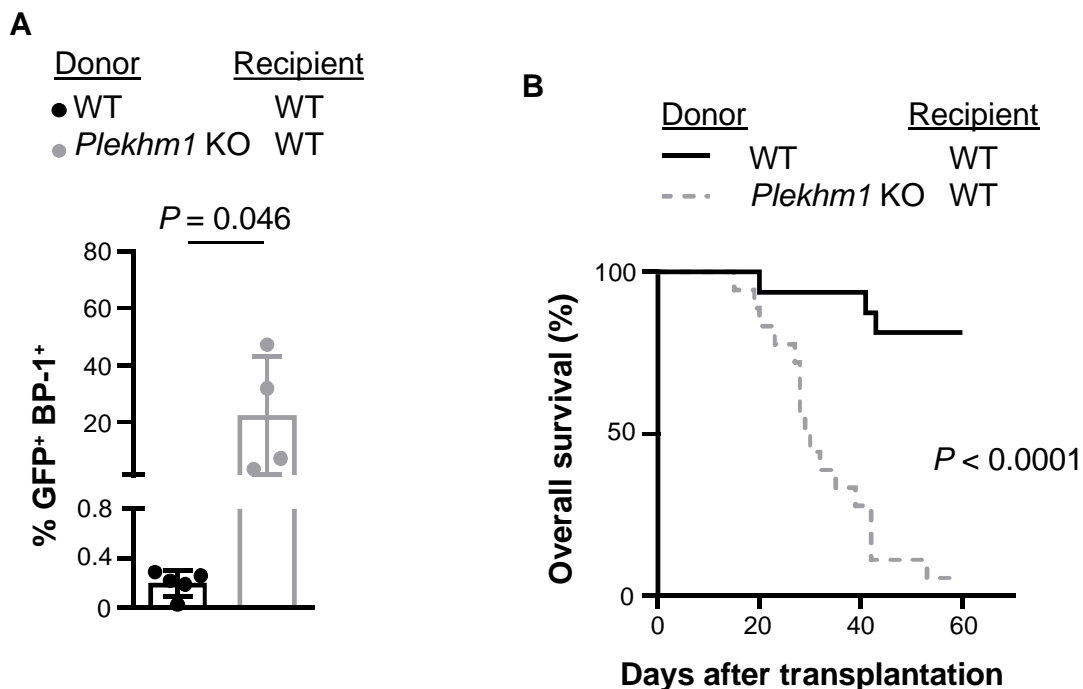 A
Donor Recipient
WT WT
Plekhm1 KO WT
P = 0.046
% GFP⁺ BP-1⁺
80
60
40
20
0.8
0.4
0
B
Donor Recipient
WT WT
Plekhm1 KO WT
Overall survival (%)
100
50
0
P < 0.0001
0 20 40 60
Days after transplantation